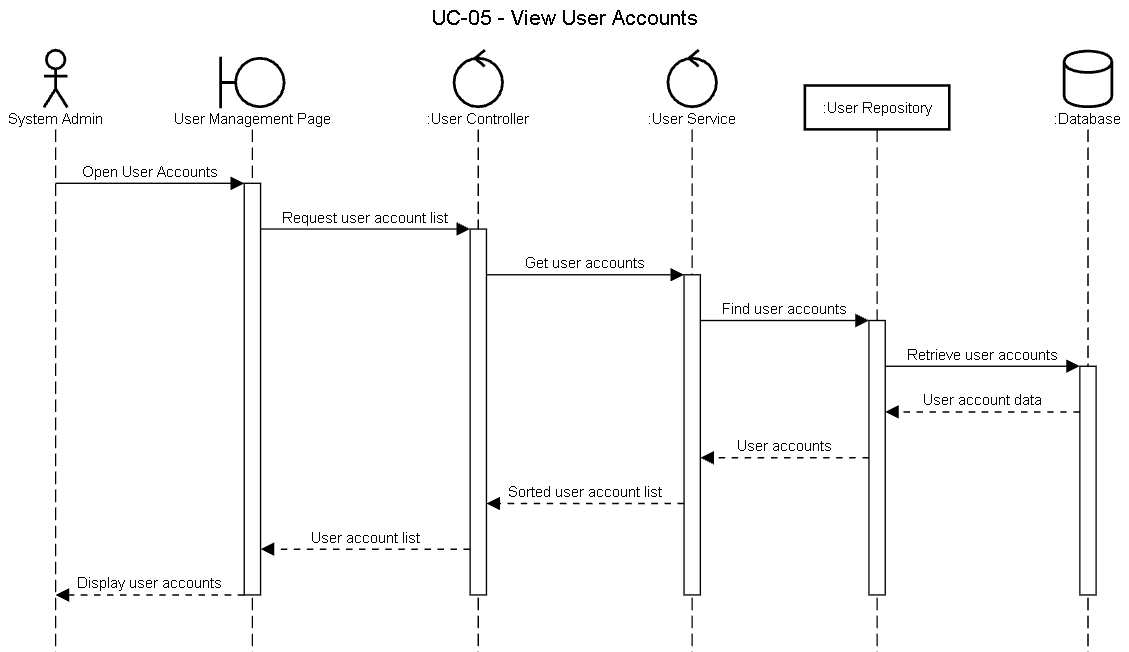 UC-05 - View User Accounts
System Admin
User Management Page
:User Controller
:User Service
:User Repository
:Database
Open User Accounts
Request user account list
Get user accounts
Find user accounts
Retrieve user accounts
User account data
User accounts
Sorted user account list
User account list
Display user accounts